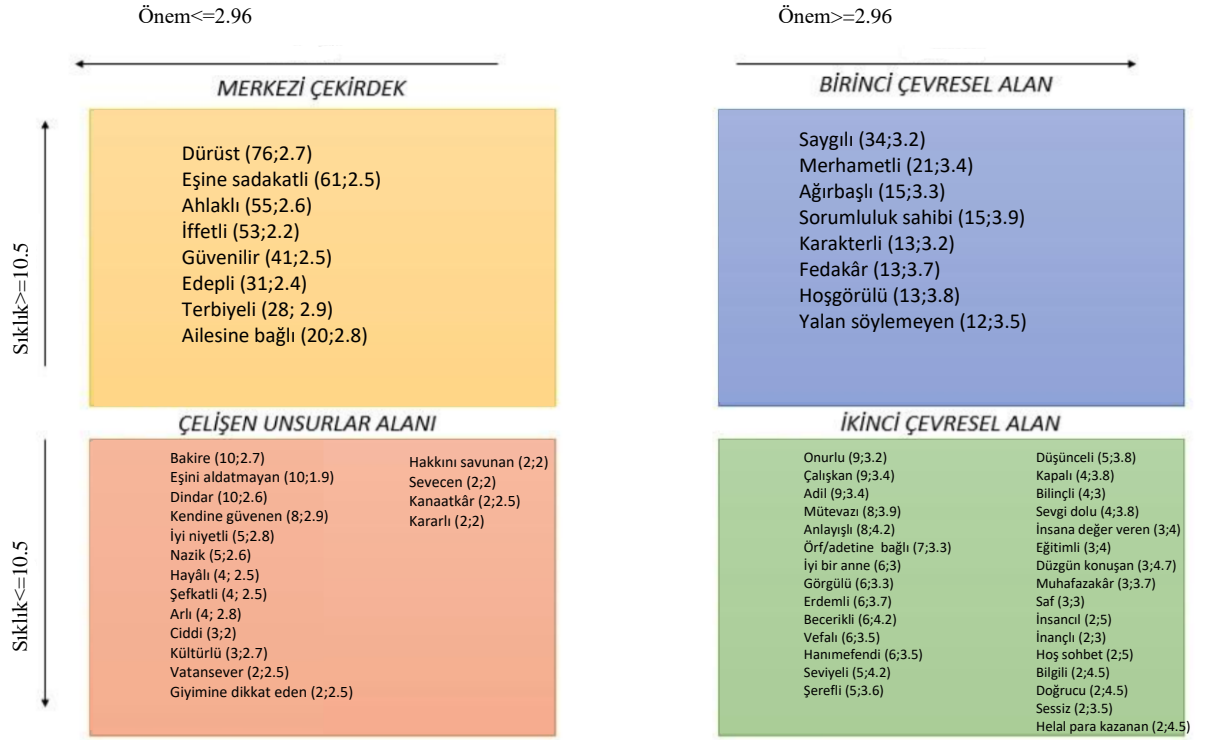 Önem<=2.96
Önem>=2.96
MERKEZİ ÇEKİRDEK
BİRİNCİ ÇEVRESEL ALAN
Sıklık>=10.5
Dürüst (76;2.7)
Eşine sadakatli (61;2.5)
Ahlaklı (55;2.6)
İffetli (53;2.2)
Güvenilir (41;2.5)
Edepli (31;2.4)
Terbiyeli (28; 2.9)
Ailesine bağlı (20;2.8)
Saygılı (34;3.2)
Merhametli (21;3.4)
Ağırbaşlı (15;3.3)
Sorumluluk sahibi (15;3.9)
Karakterli (13;3.2)
Fedakâr (13;3.7)
Hoşgörülü (13;3.8)
Yalan söylemeyen (12;3.5)
ÇELİŞEN UNSURLAR ALANI
İKİNCİ ÇEVRESEL ALAN
Sıklık<=10.5
Bakire (10;2.7)
Eşini aldatmayan (10;1.9)
Dindar (10;2.6)
Kendine güvenen (8;2.9)
İyi niyetli (5;2.8)
Nazik (5;2.6)
Hayâlı (4; 2.5)
Şefkatli (4; 2.5)
Arlı (4; 2.8)
Ciddi (3;2)
Kültürlü (3;2.7)
Vatansever (2;2.5)
Giyimine dikkat eden (2;2.5)
Hakkını savunan (2;2)
Sevecen (2;2)
Kanaatkâr (2;2.5)
Kararlı (2;2)
Onurlu (9;3.2)
Çalışkan (9;3.4)
Adil (9;3.4)
Mütevazı (8;3.9)
Anlayışlı (8;4.2)
Örf/adetine bağlı (7;3.3)
İyi bir anne (6;3)
Görgülü (6;3.3)
Erdemli (6;3.7)
Becerikli (6;4.2)
Vefalı (6;3.5)
Hanımefendi (6;3.5)
Seviyeli (5;4.2)
Şerefli (5;3.6)
Düşünceli (5;3.8)
Kapalı (4;3.8)
Bilinçli (4;3)
Sevgi dolu (4;3.8)
İnsana değer veren (3;4)
Eğitimli (3;4)
Düzgün konuşan (3;4.7)
Muhafazakâr (3;3.7)
Saf (3;3)
İnsancıl (2;5)
İnançlı (2;3)
Hoş sohbet (2;5)
Bilgili (2;4.5)
Doğrucu (2;4.5)
Sessiz (2;3.5)
Helal para kazanan (2;4.5)